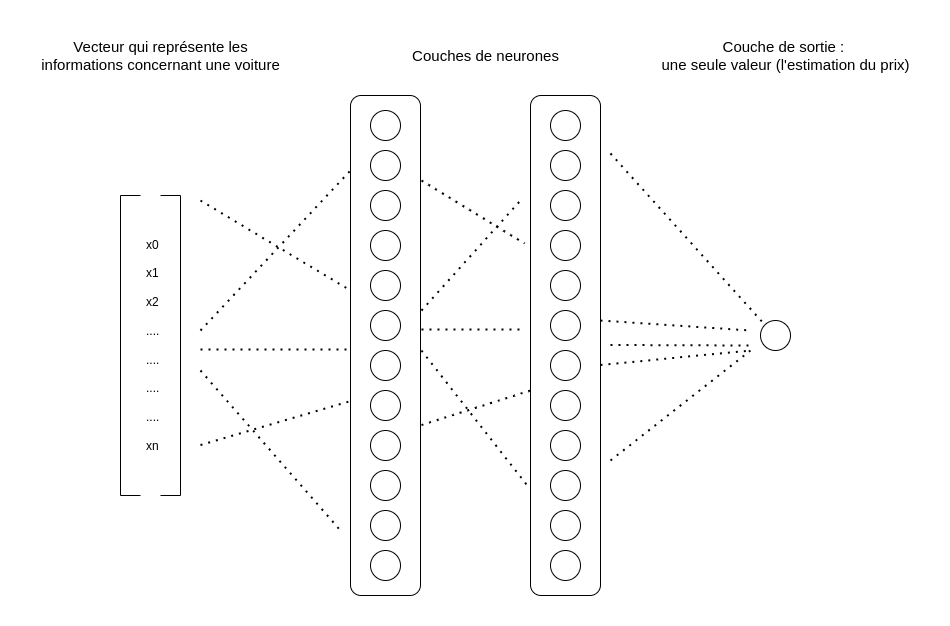 Vecteur qui représente les
informations concernant une voiture
Couches de neurones
Couche de sortie :
une seule valeur (l'estimation du prix)
x0
x1
x2
....
....
....
....
xn